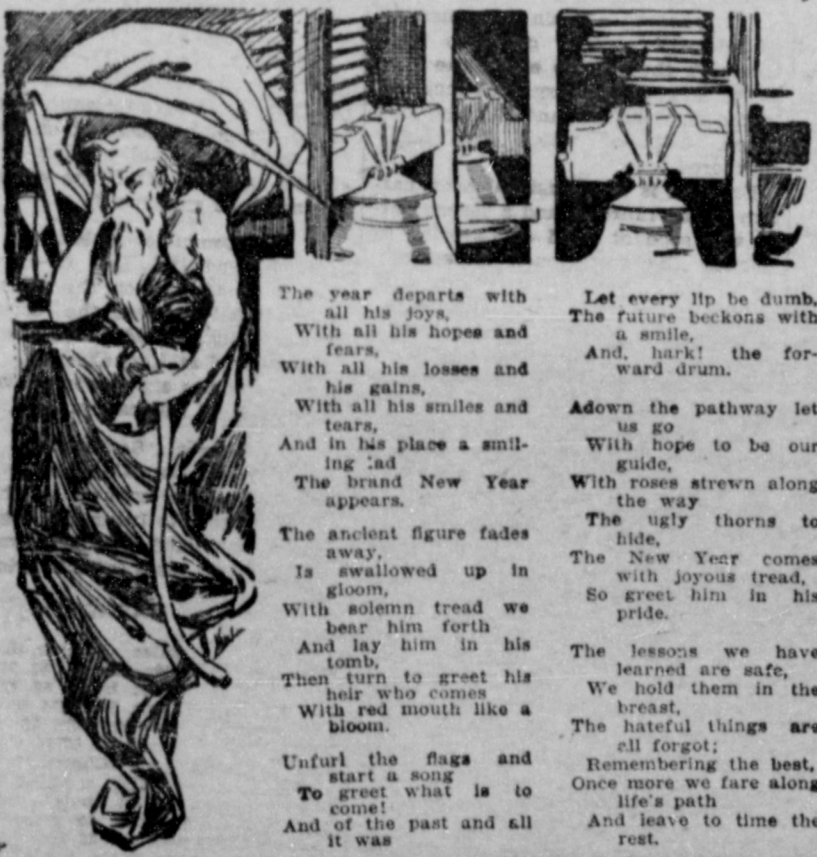 The year departs with
all his joys,
With all his hopes and
fears,
With all his losses and
his gains,
With all his smiles and
tears,
And in his place a smil-
ing lad
The brand New Year
appears.
The ancient figure fades
away,
Is swallowed up in
gloom,
With solemn tread we
bear him forth
And lay him in his
tomb,
Then turn to greet his
heir who comes
With red mouth like a
bloom.
Unfurl the flags and
start a song
To greet what is to
come!
And of the past and all
it was
Let every lip be dumb,
The future beckons with
a smile,
And, hark! the for-
ward drum.
Adown the pathway let
us go
With hope to be our
guide,
With roses strewn along
the way
The ugly thorns to
hide,
The New Year comes
with joyous tread,
So greet him in his
pride.
The lessons we have
learned are safe,
We hold them in the
breast,
The hateful things are
all forgot;
Remembering the best,
Once more we fare along
life's path
And leave to time the
rest.